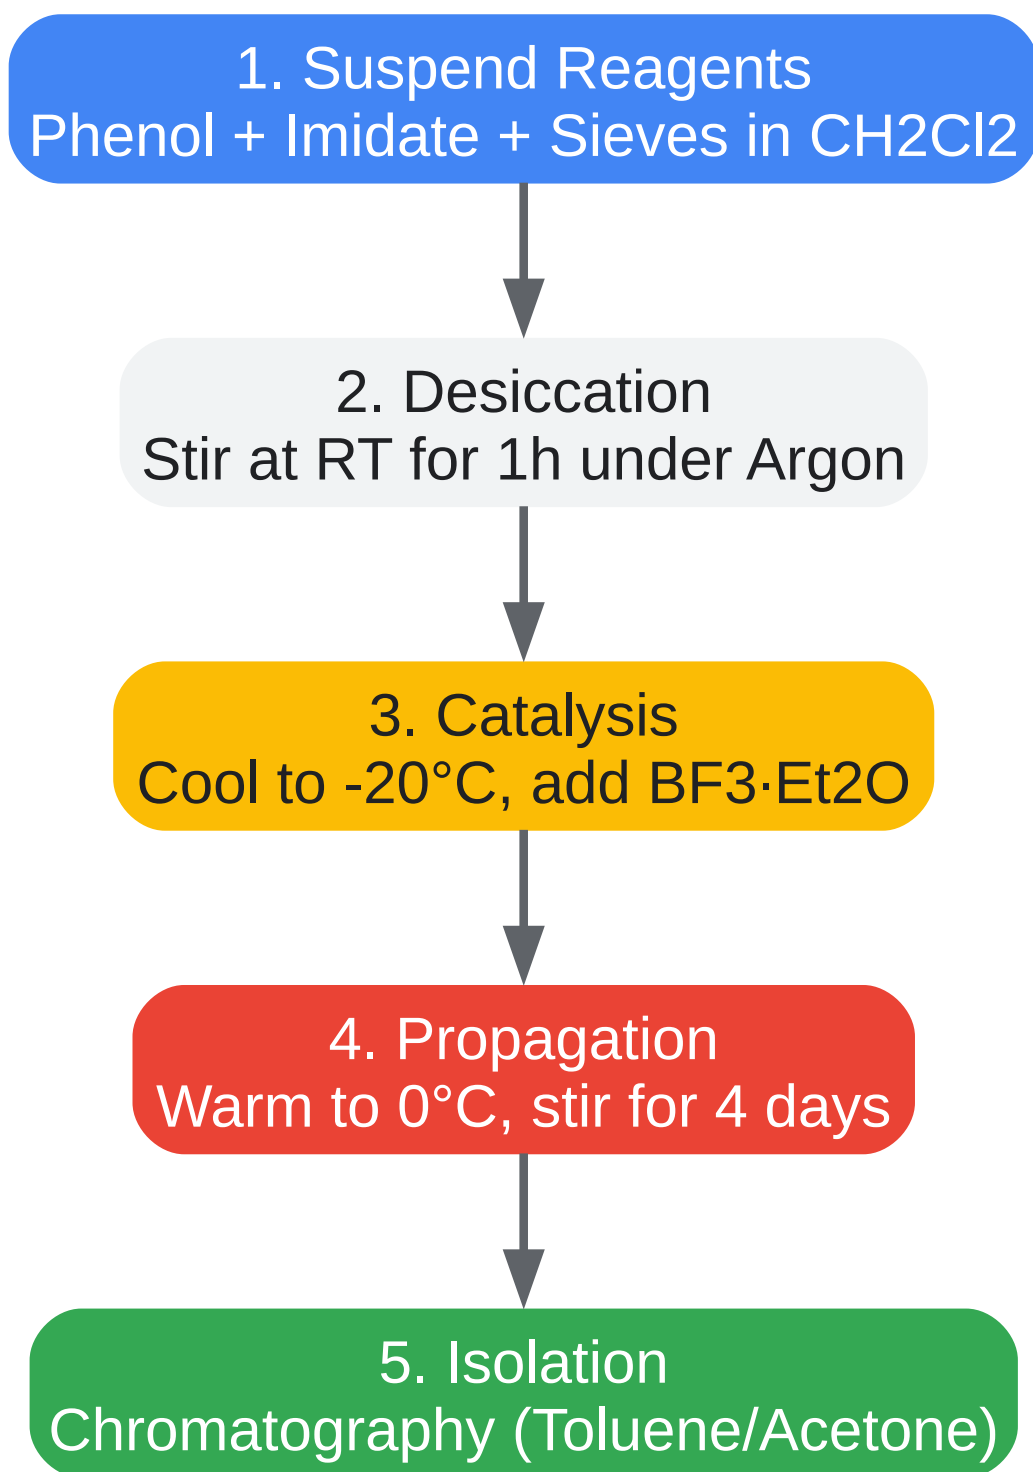 1. Suspend Reagents
Phenol + Imidate + Sieves in CH2Cl2
2. Desiccation
Stir at RT for 1h under Argon
3. Catalysis
Cool to -20°C, add BF3·Et2O
4. Propagation
Warm to 0°C, stir for 4 days
5. Isolation
Chromatography (Toluene/Acetone)